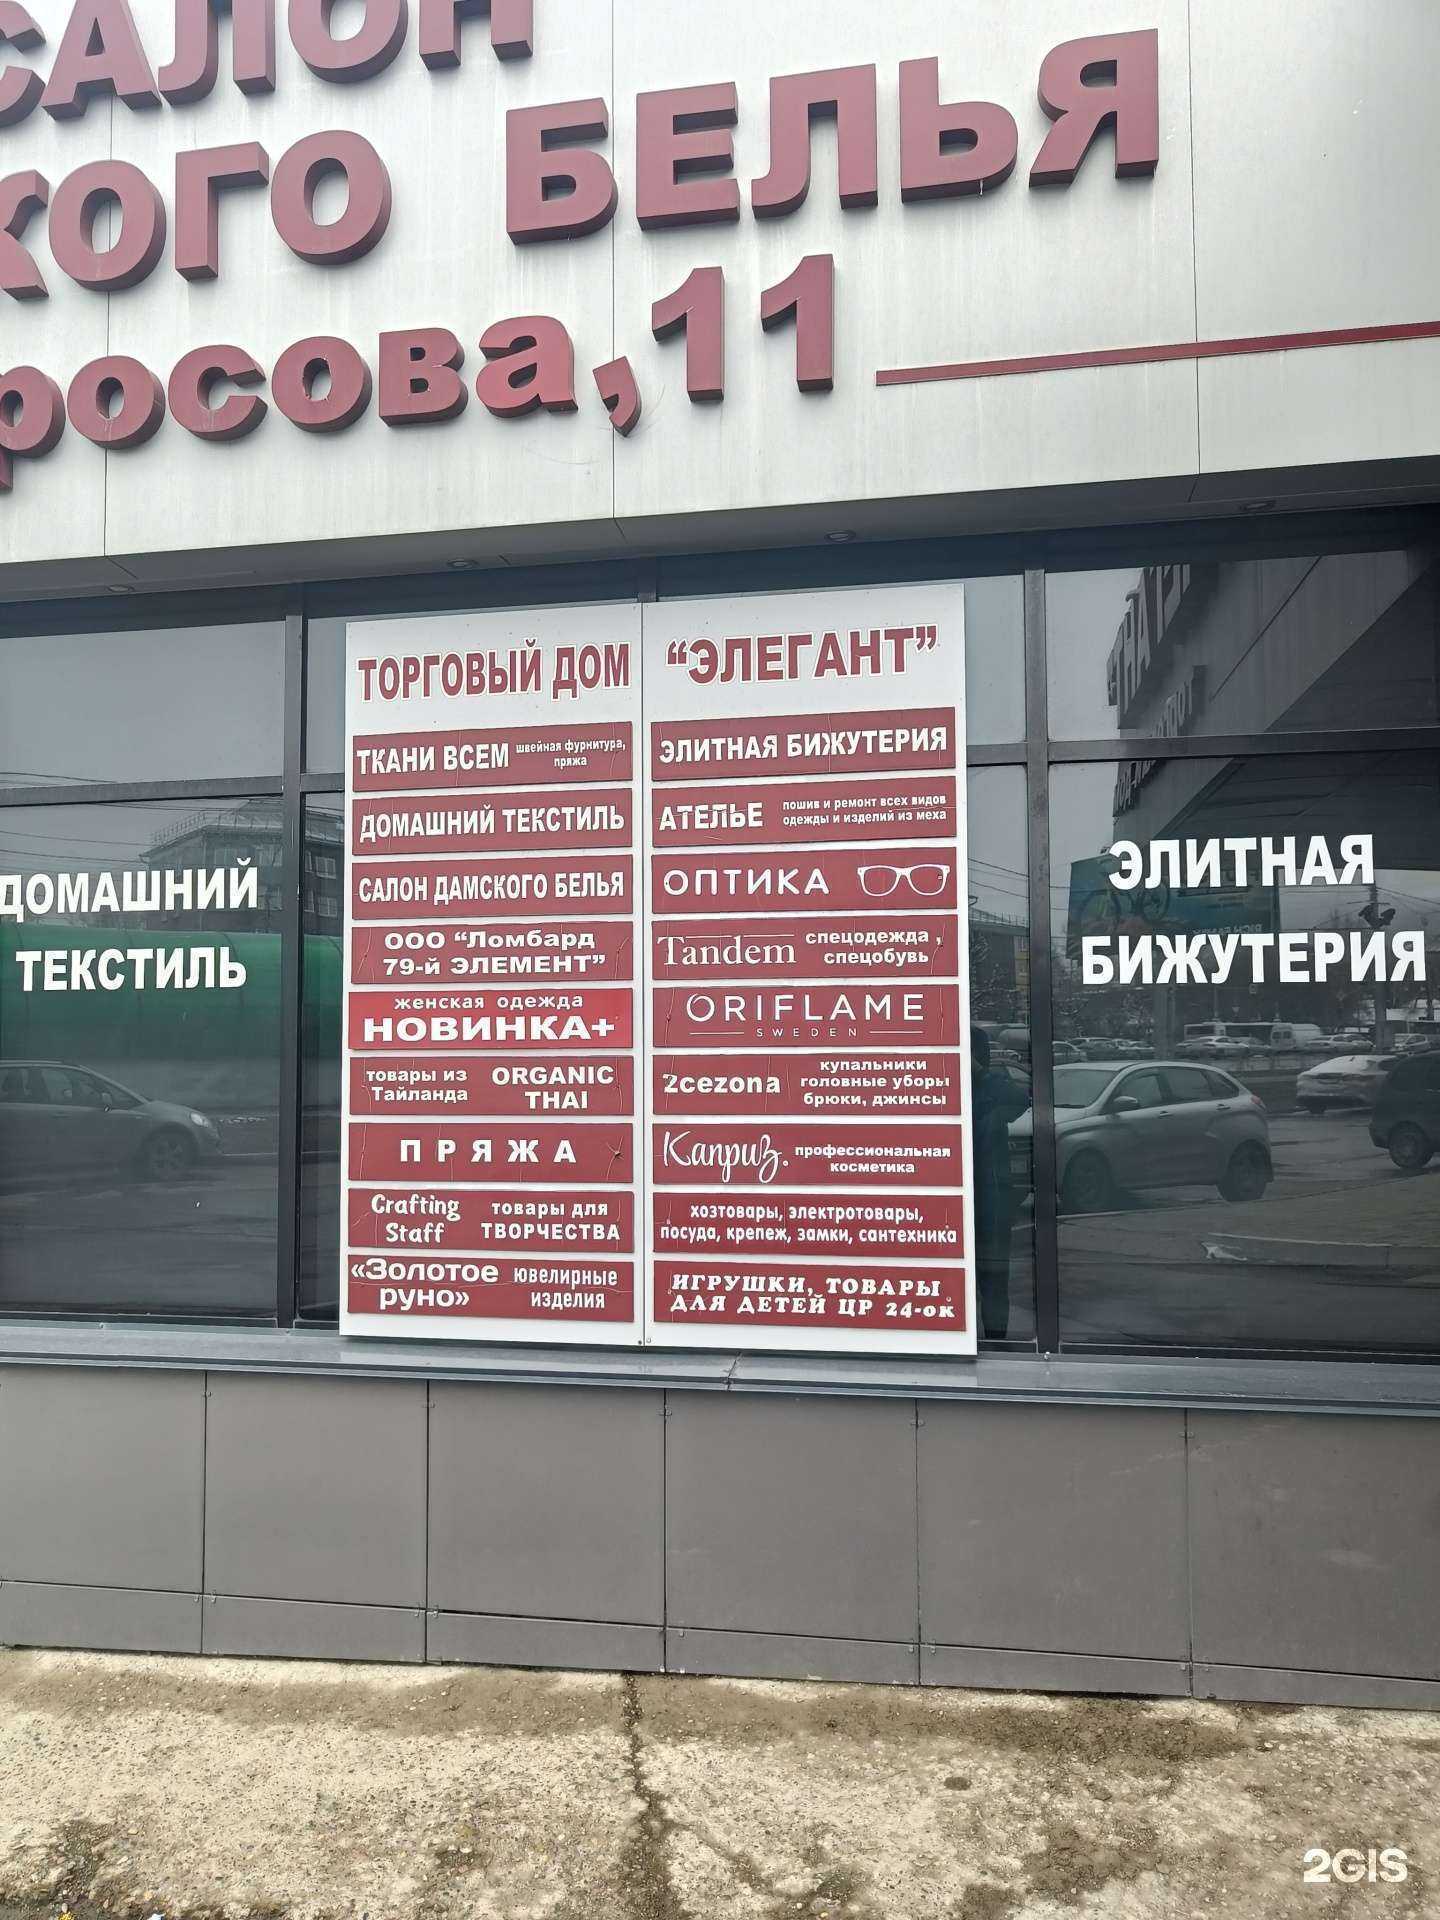 САЛОН
КОГО БЕЛЬЯ
росова,11
ТОРГОВЫЙ ДОМ "ЭЛЕГАНТ"
ТКАНИ ВСЕМ швейная фурнитура,
пряжа
ДОМАШНИЙ ТЕКСТИЛЬ
САЛОН ДАМСКОГО БЕЛЬЯ
ООО "Ломбард
79-й ЭЛЕМЕНТ"
женская одежда
НОВИНКА+
товары из
Тайланда
ORGANIC
THAI
ПРЯЖА
Crafting
Staff
товары для
ТВОРЧЕСТВА
«Золотое
руно»
ювелирные
изделия
ЭЛИТНАЯ БИЖУТЕРИЯ
АТЕЛЬЕ
пошив и ремонт всех видов
одежды и изделий из меха
ОПТИКА
Tandem
спецодежда,
спецобувь
ORIFLAME
SWEDEN
2cezona
купальники
головные уборы
брюки, джинсы
Каприз.
профессиональная
косметика
хозтовары, электротовары,
посуда, крепеж, замки, сантехника
ИГРУШКИ, ТОВАРЫ
ДЛЯ ДЕТЕЙ ЦР 24-ок
ДОМАШНИЙ
ТЕКСТИЛЬ
ЭЛИТНАЯ
БИЖУТЕРИЯ
2GIS